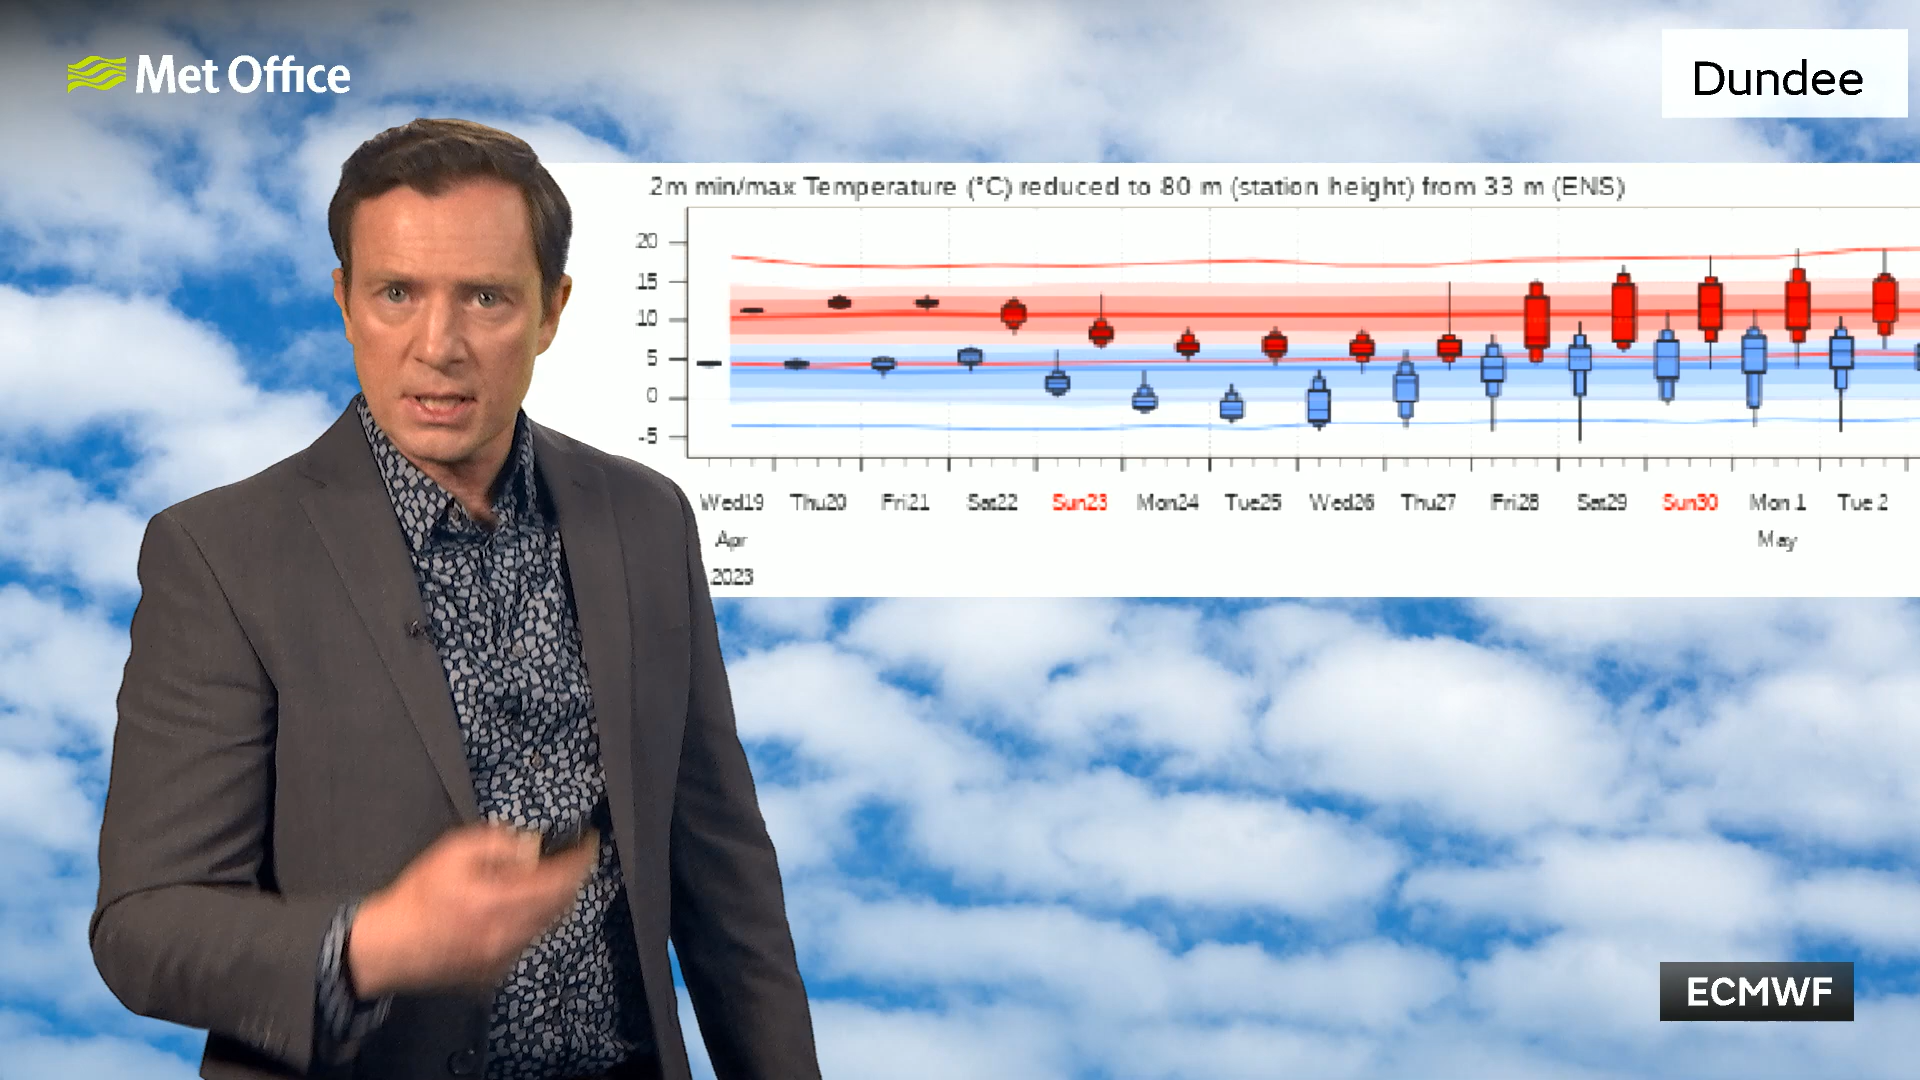 Met Office
Dundee
2m min/max Temperature (°C) reduced to 80 m (station height) from 33 m (ENS)
20
15
10
5
0
-5
Wed19 Thu20 Fri21 Sat22 Sun23 Mon24 Tue25 Wed26 Thu27 Fri28 Sat29 Sun30 Mon 1 Tue 2
Apr May
2023
ECMWF